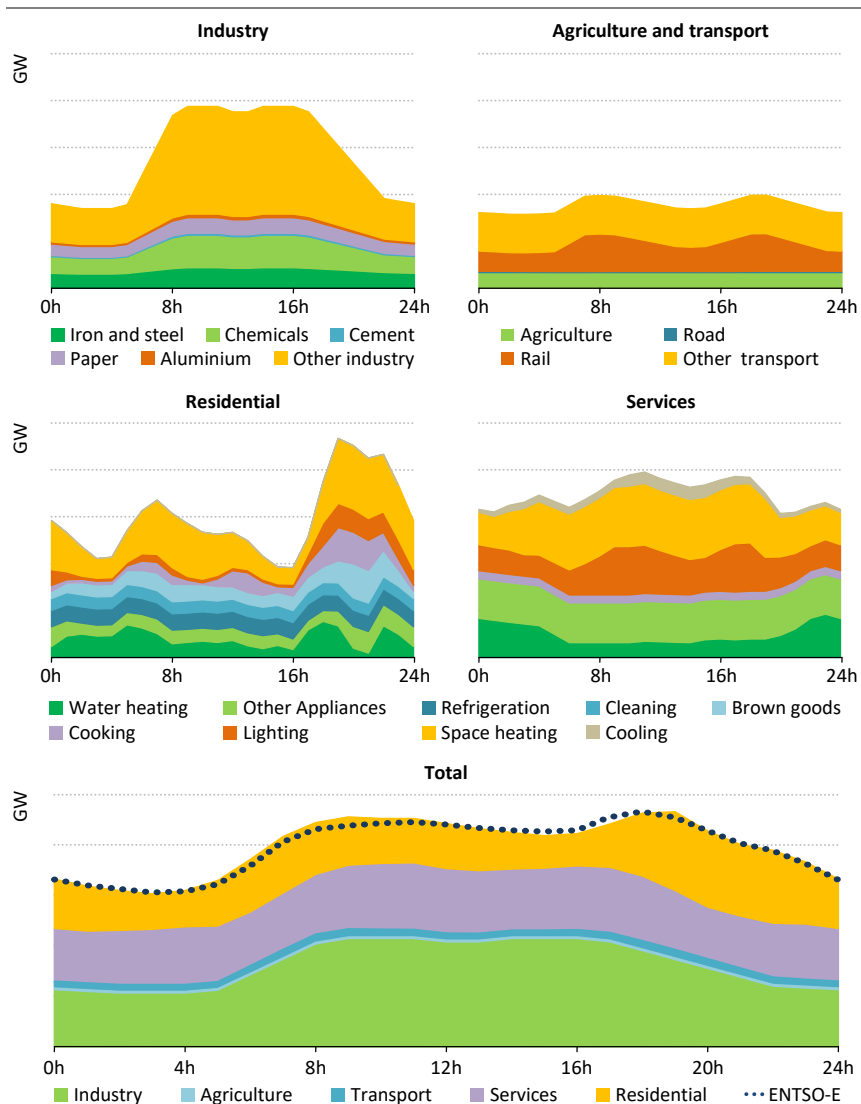 Industry
Agriculture and transport
GW
0h 8h 16h 24h
0h 8h 16h 24h
Iron and steel Chemicals Cement
Paper Aluminium Other industry
Agriculture Road
Rail Other transport
Residential
Services
GW
0h 8h 16h 24h
0h 8h 16h 24h
Water heating Other Appliances Refrigeration Cleaning Brown goods
Cooking Lighting Space heating Cooling
Total
GW
0h 4h 8h 12h 16h 20h 24h
Industry Agriculture Transport Services Residential ENTSO-E